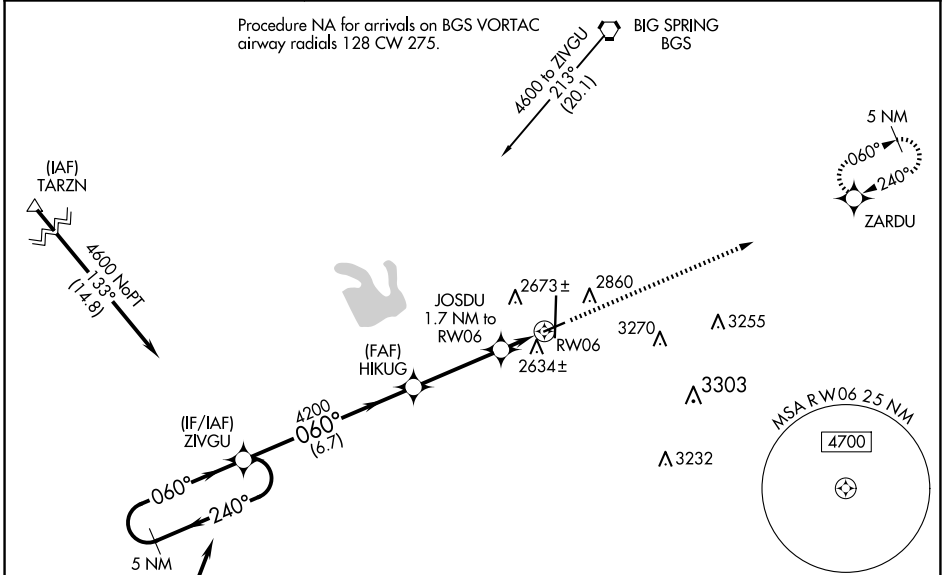 Procedure NA for arrivals on BGS VORTAC
airway radials 128 CW 275.
BIG SPRING
BGS
4600 to ZIVGU
213°
(20.1)
5 NM
060°
240°
ZARDU
(IAF)
TARZN
4600 NoPT
133°
(14.8)
JOSDU
1.7 NM to
RW06
2673±
2860
RW06
2634±
3270
3255
3303
3232
(FAF)
HIKUG
4200
060°
(6.7)
(IF/IAF)
ZIVGU
060°
240°
5 NM
MSA RW06 25 NM
4700